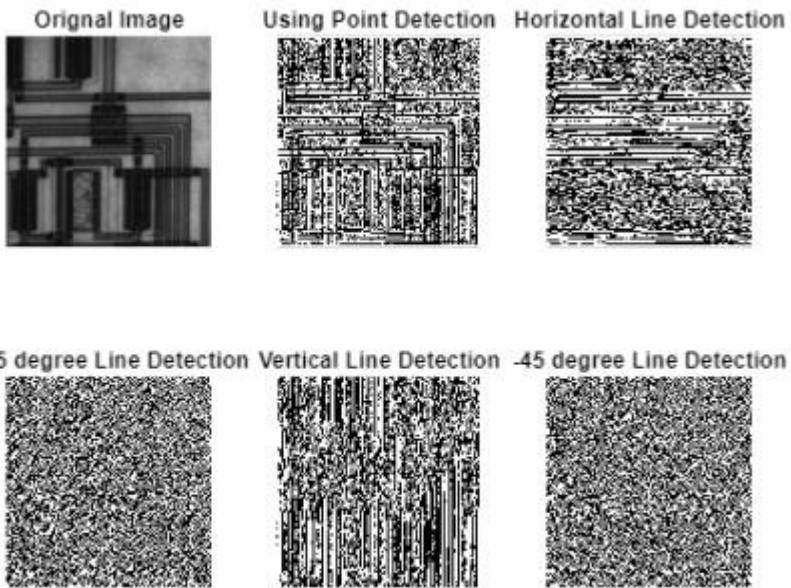 Orignal Image Using Point Detection Horizontal Line Detection
5 degree Line Detection Vertical Line Detection -45 degree Line Detection